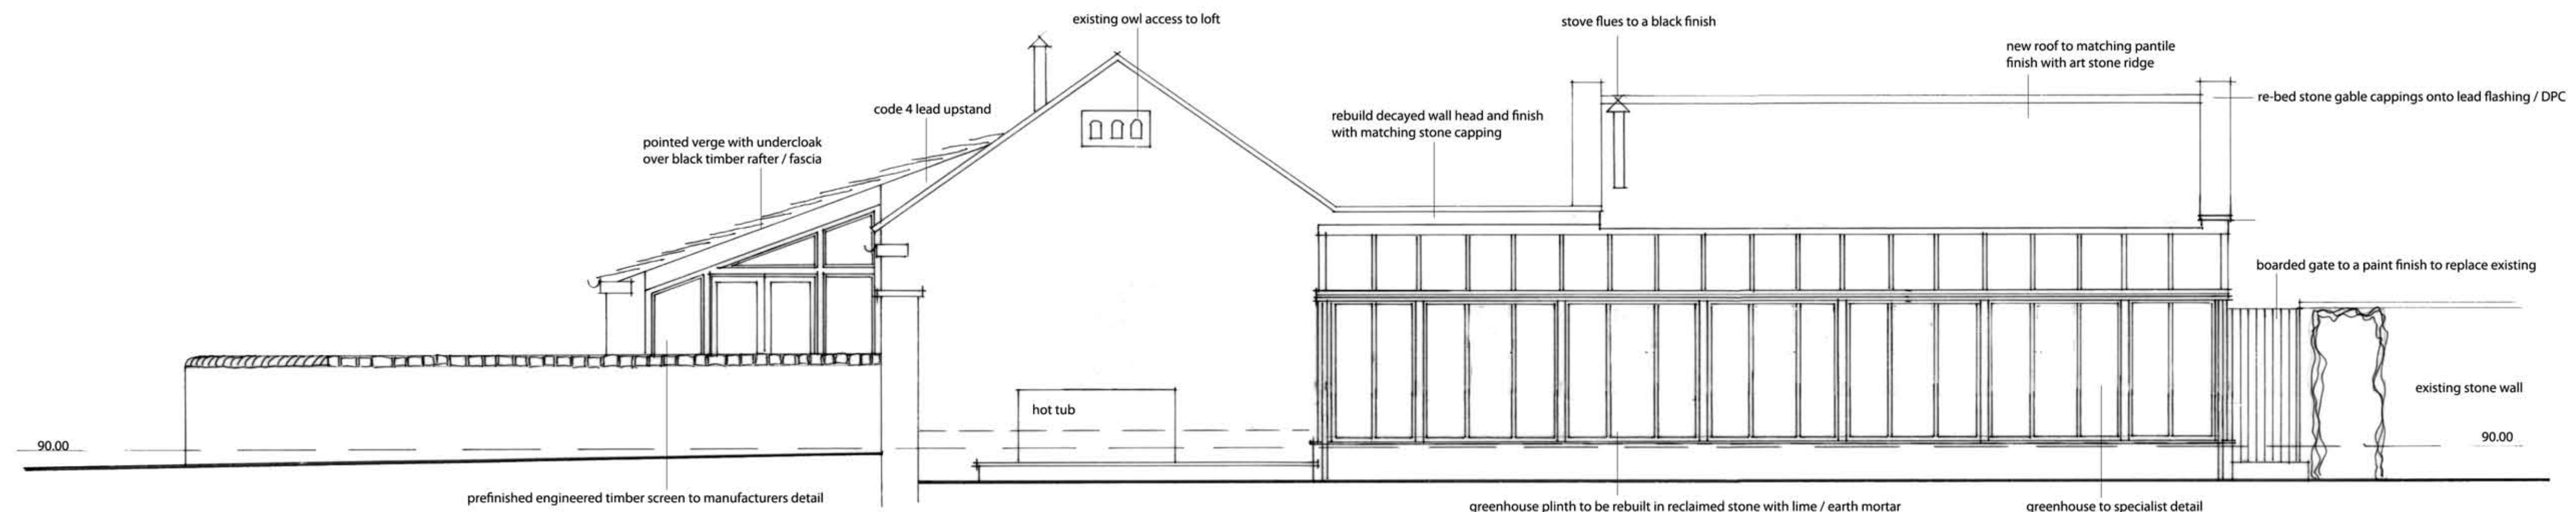 existing owl access to loft
stove flues to a black finish
new roof to matching pantile
finish with art stone ridge
code 4 lead upstand
re-bed stone gable cappings onto lead flashing / DPC
rebuild decayed wall head and finish
with matching stone capping
pointed verge with undercloak
over black timber rafter / fascia
boarded gate to a paint finish to replace existing
existing stone wall
hot tub
90.00
90.00
prefinished engineered timber screen to manufacturers detail
greenhouse plinth to be rebuilt in reclaimed stone with lime / earth mortar
greenhouse to specialist detail